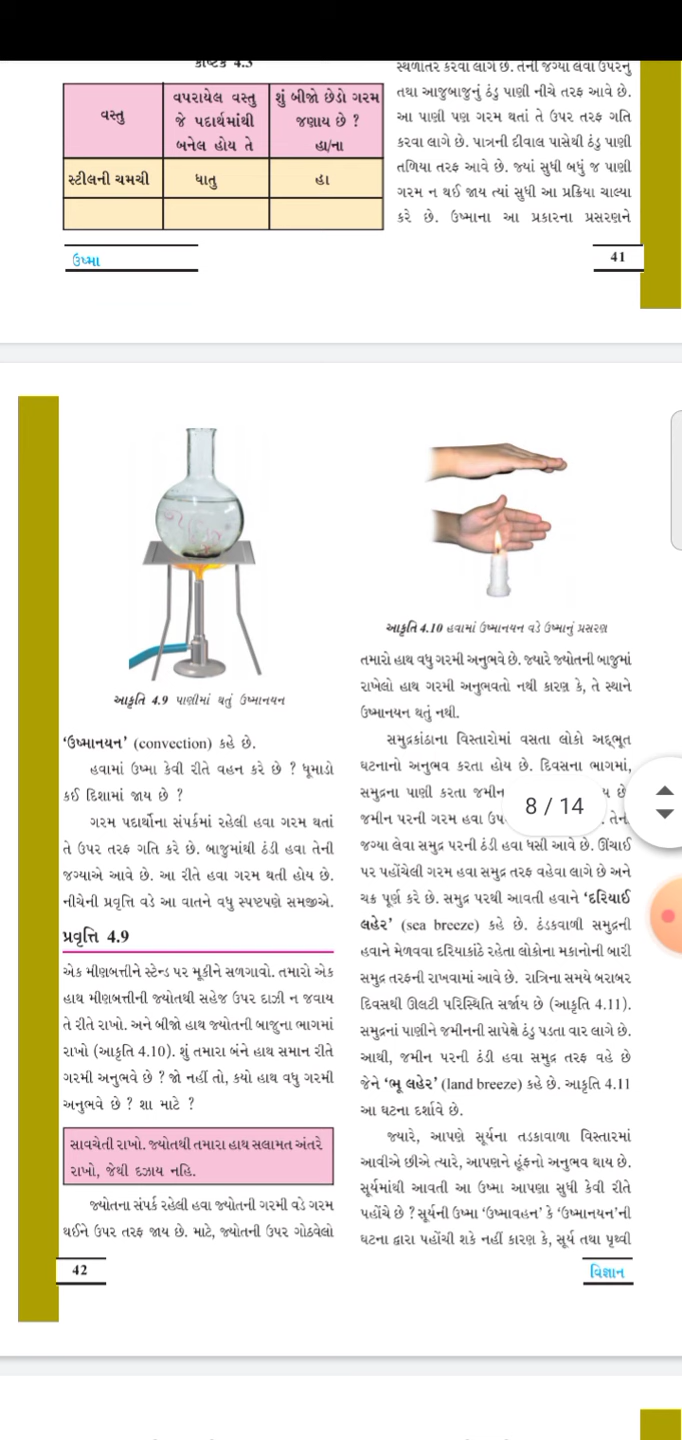 કોષ્ટક 4.3
વસ્તુ
વપરાયેલ વસ્તુ
જે પદાર્થમાંથી
બનેલ હોય તે
શું બીજો છેડો ગરમ
જણાય છે ?
હા/ના
સ્ટીલની ચમચી ધાતુ હા
સ્થળાંતર કરવા લાગે છે. તેની જગ્યા લેવા ઉપરનું
તથા આજુબાજુનું ઠંડુ પાણી નીચે તરફ આવે છે.
આ પાણી પણ ગરમ થતાં તે ઉપર તરફ ગતિ
કરવા લાગે છે. પાત્રની દીવાલ પાસેથી ઠંડુ પાણી
તળિયા તરફ આવે છે. જ્યાં સુધી બધું જ પાણી
ગરમ ન થઈ જાય ત્યાં સુધી આ પ્રક્રિયા ચાલ્યા
કરે છે. ઉષ્માના આ પ્રકારના પ્રસરણને
ઉષ્મા
41
આકૃતિ 4.9 પાણીમાં થતું ઉષ્માનયન
'ઉષ્માનયન' (convection) કહે છે.
હવામાં ઉષ્મા કેવી રીતે વહન કરે છે ? ધૂમાડો
કઈ દિશામાં જાય છે ?
ગરમ પદાર્થોના સંપર્કમાં રહેલી હવા ગરમ થતાં
તે ઉપર તરફ ગતિ કરે છે. બાજુમાંથી ઠંડી હવા તેની
જગ્યાએ આવે છે. આ રીતે હવા ગરમ થતી હોય છે.
નીચેની પ્રવૃત્તિ વડે આ વાતને વધુ સ્પષ્ટપણે સમજીએ.
પ્રવૃત્તિ 4.9
એક મીણબત્તીને સ્ટેન્ડ પર મૂકીને સળગાવો. તમારો એક
હાથ મીણબત્તીની જ્યોતથી સહેજ ઉપર દાઝી ન જવાય
તે રીતે રાખો. અને બીજો હાથ જ્યોતની બાજુના ભાગમાં
રાખો (આકૃતિ 4.10). શું તમારા બંને હાથ સમાન રીતે
ગરમી અનુભવે છે ? જો નહીં તો, કયો હાથ વધુ ગરમી
અનુભવે છે ? શા માટે ?
સાવચેતી રાખો. જ્યોતથી તમારા હાથ સલામત અંતરે
રાખો, જેથી દઝાય નહિ.
જ્યોતના સંપર્ક રહેલી હવા જ્યોતની ગરમી વડે ગરમ
થઈને ઉપર તરફ જાય છે. માટે, જ્યોતની ઉપર ગોઠવેલો
42
આકૃતિ 4.10 હવામાં ઉષ્માનયન વડે ઉષ્માનું પ્રસરણ
તમારો હાથ વધુ ગરમી અનુભવે છે. જ્યારે જ્યોતની બાજુમાં
રાખેલો હાથ ગરમી અનુભવતો નથી કારણ કે, તે સ્થાને
ઉષ્માનયન થતું નથી.
સમુદ્રકાંઠાના વિસ્તારોમાં વસતા લોકો અદ્ભૂત
ઘટનાનો અનુભવ કરતા હોય છે. દિવસના ભાગમાં,
સમુદ્રના પાણી કરતા જમીન છે
જમીન પરની ગરમ હવા ઉપ તેની
8 / 14
જગ્યા લેવા સમુદ્ર પરની ઠંડી હવા ધસી આવે છે. ઊંચાઈ
પર પહોંચેલી ગરમ હવા સમુદ્ર તરફ વહેવા લાગે છે અને
ચક્ર પૂર્ણ કરે છે. સમુદ્ર પરથી આવતી હવાને 'દરિયાઈ
લહેર' (sea breeze) કહે છે. ઠંડકવાળી સમુદ્રની
હવાને મેળવવા દરિયાકાંઠે રહેતા લોકોના મકાનોની બારી
સમુદ્ર તરફની રાખવામાં આવે છે. રાત્રિના સમયે બરાબર
દિવસથી ઊલટી પરિસ્થિતિ સર્જાય છે (આકૃતિ 4.11).
સમુદ્રનાં પાણીને જમીનની સાપેક્ષે ઠંડુ પડતા વાર લાગે છે.
આથી, જમીન પરની ઠંડી હવા સમુદ્ર તરફ વહે છે
જેને 'ભૂ લહેર' (land breeze) કહે છે. આકૃતિ 4.11
આ ઘટના દર્શાવે છે.
જ્યારે, આપણે સૂર્યના તડકાવાળા વિસ્તારમાં
આવીએ છીએ ત્યારે, આપણને હૂંફનો અનુભવ થાય છે.
સૂર્યમાંથી આવતી આ ઉષ્મા આપણા સુધી કેવી રીતે
પહોંચે છે ? સૂર્યની ઉષ્મા 'ઉષ્માવહન' કે 'ઉષ્માનયન'ની
ઘટના દ્વારા પહોંચી શકે નહીં કારણ કે, સૂર્ય તથા પૃથ્વી
વિજ્ઞાન